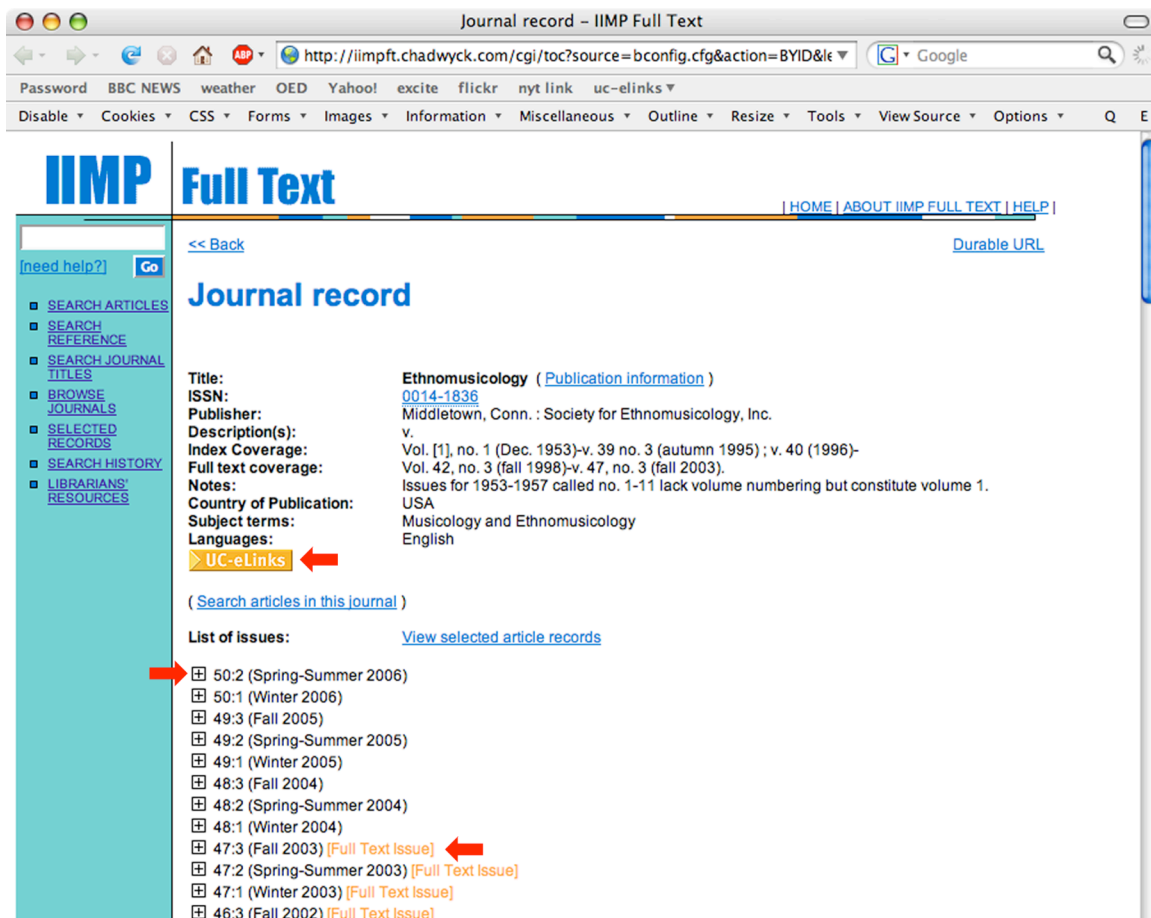 Journal record – IIMP Full Text
ABP http://iimpft.chadwyck.com/cgi/toc?source=bconfig.cfg&action=BYID&le G Google
Password BBC NEWS weather OED Yahoo! excite flickr nyt link uc-elinks
Disable Cookies CSS Forms Images Information Miscellaneous Outline Resize Tools View Source Options Q E
IIMP Full Text
| HOME | ABOUT IIMP FULL TEXT | HELP |
[need help?] Go
SEARCH ARTICLES
SEARCH
REFERENCE
SEARCH JOURNAL
TITLES
BROWSE
JOURNALS
SELECTED
RECORDS
SEARCH HISTORY
LIBRARIANS'
RESOURCES
<< Back Durable URL
Journal record
Title: Ethnomusicology ( Publication information )
ISSN: 0014-1836
Publisher: Middletown, Conn. : Society for Ethnomusicology, Inc.
Description(s): v.
Index Coverage: Vol. [1], no. 1 (Dec. 1953)-v. 39 no. 3 (autumn 1995) ; v. 40 (1996)-
Full text coverage: Vol. 42, no. 3 (fall 1998)-v. 47, no. 3 (fall 2003).
Notes: Issues for 1953-1957 called no. 1-11 lack volume numbering but constitute volume 1.
Country of Publication: USA
Subject terms: Musicology and Ethnomusicology
Languages: English
UC-eLinks
( Search articles in this journal )
List of issues: View selected article records
50:2 (Spring-Summer 2006)
50:1 (Winter 2006)
49:3 (Fall 2005)
49:2 (Spring-Summer 2005)
49:1 (Winter 2005)
48:3 (Fall 2004)
48:2 (Spring-Summer 2004)
48:1 (Winter 2004)
47:3 (Fall 2003) [Full Text Issue]
47:2 (Spring-Summer 2003) [Full Text Issue]
47:1 (Winter 2003) [Full Text Issue]
46:3 (Fall 2002) [Full Text Issue]